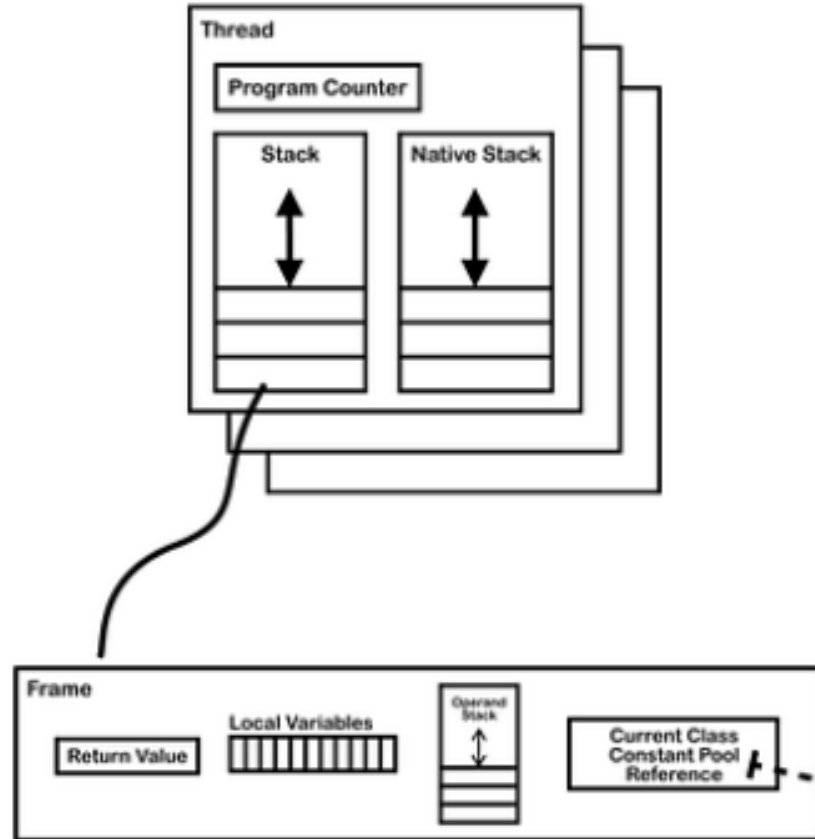 Thread
Program Counter
Stack
Native Stack
Frame
Return Value
Local Variables
Operand
Stack
Current Class
Constant Pool
Reference